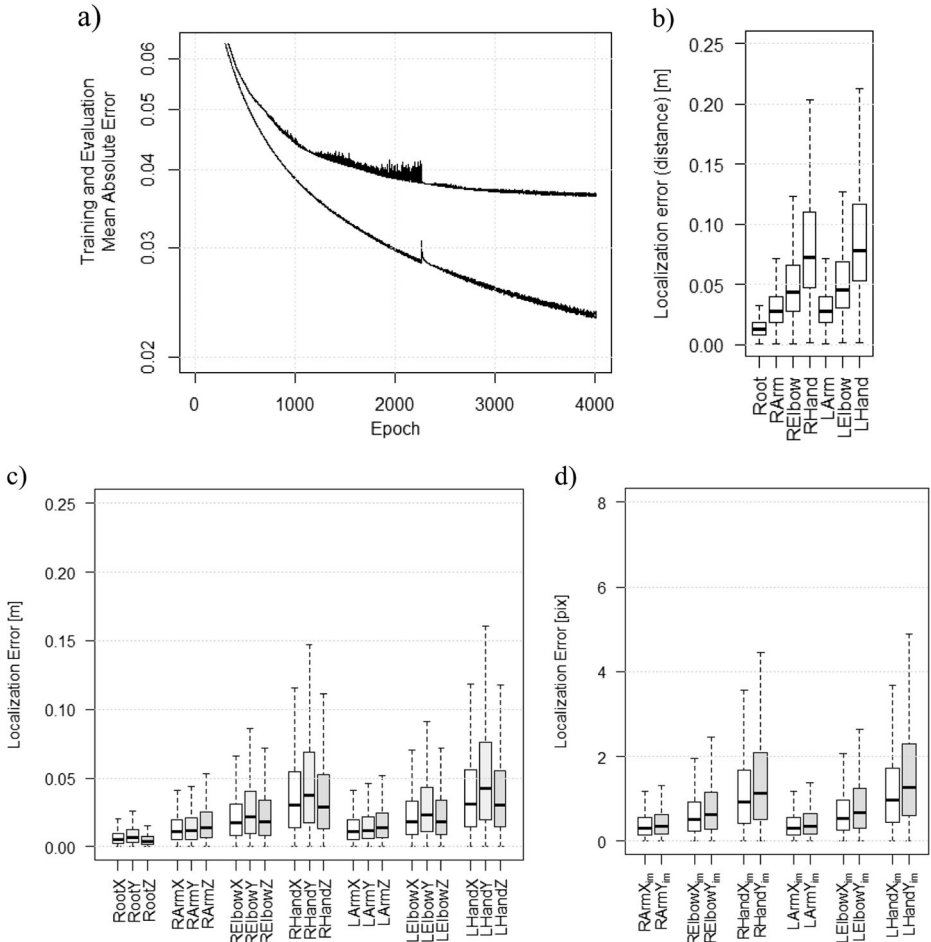 a)
Training and Evaluation
Mean Absolute Error
0.06
0.05
0.04
0.03
0.02
0 1000 2000 3000 4000
Epoch
b)
Localization error (distance) [m]
0.25
0.20
0.15
0.10
0.05
0.00
Root
RArm
RElbow
RHand
LArm
LElbow
LHand
c)
Localization Error [m]
0.25
0.20
0.15
0.10
0.05
0.00
RootX
RootY
RootZ
RArmX
RArmY
RArmZ
RElbowX
RElbowY
RElbowZ
RHandX
RHandY
RHandZ
LArmX
LArmY
LArmZ
LElbowX
LElbowY
LElbowZ
LHandX
LHandY
LHandZ
d)
Localization Error [pix]
8
6
4
2
0
RArmXim
RArmYim
RElbowXim
RElbowYim
RHandXim
RHandYim
LArmXim
LArmYim
LElbowXim
LElbowYim
LHandXim
LHandYim